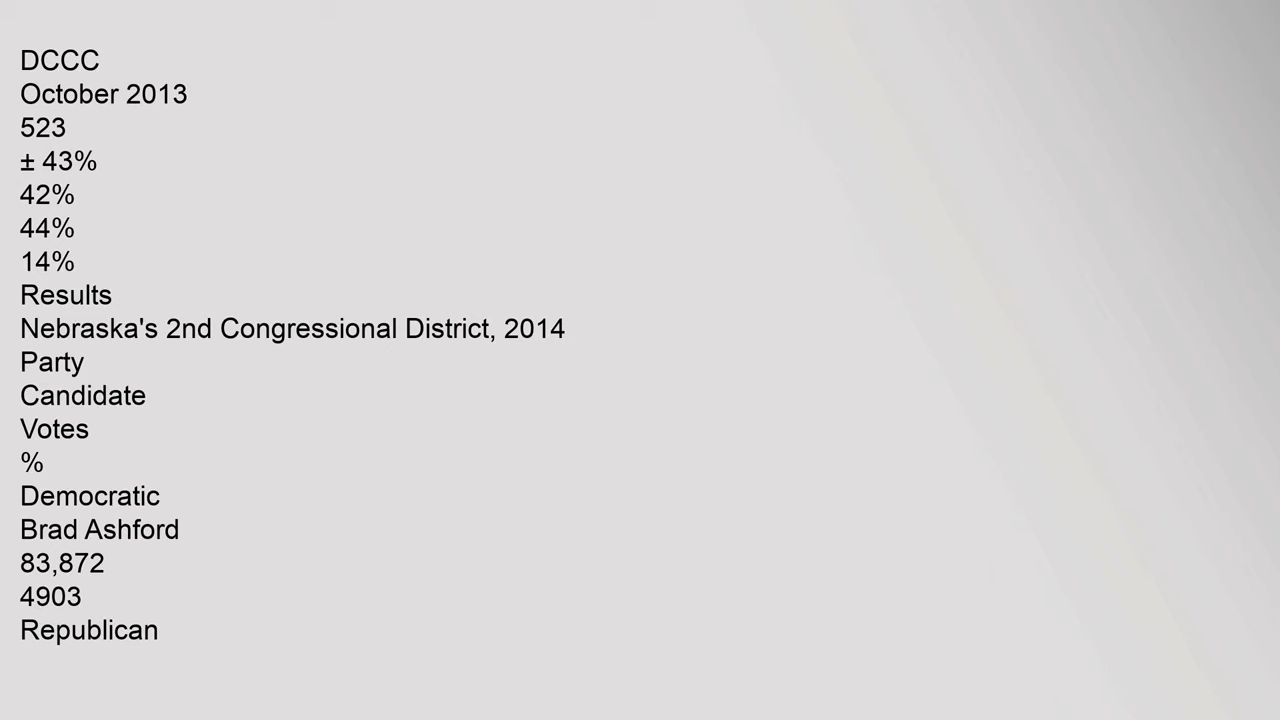 DCCC
October 2013
523
± 43%
42%
44%
14%
Results
Nebraska's 2nd Congressional District, 2014
Party
Candidate
Votes
%
Democratic
Brad Ashford
83,872
4903
Republican